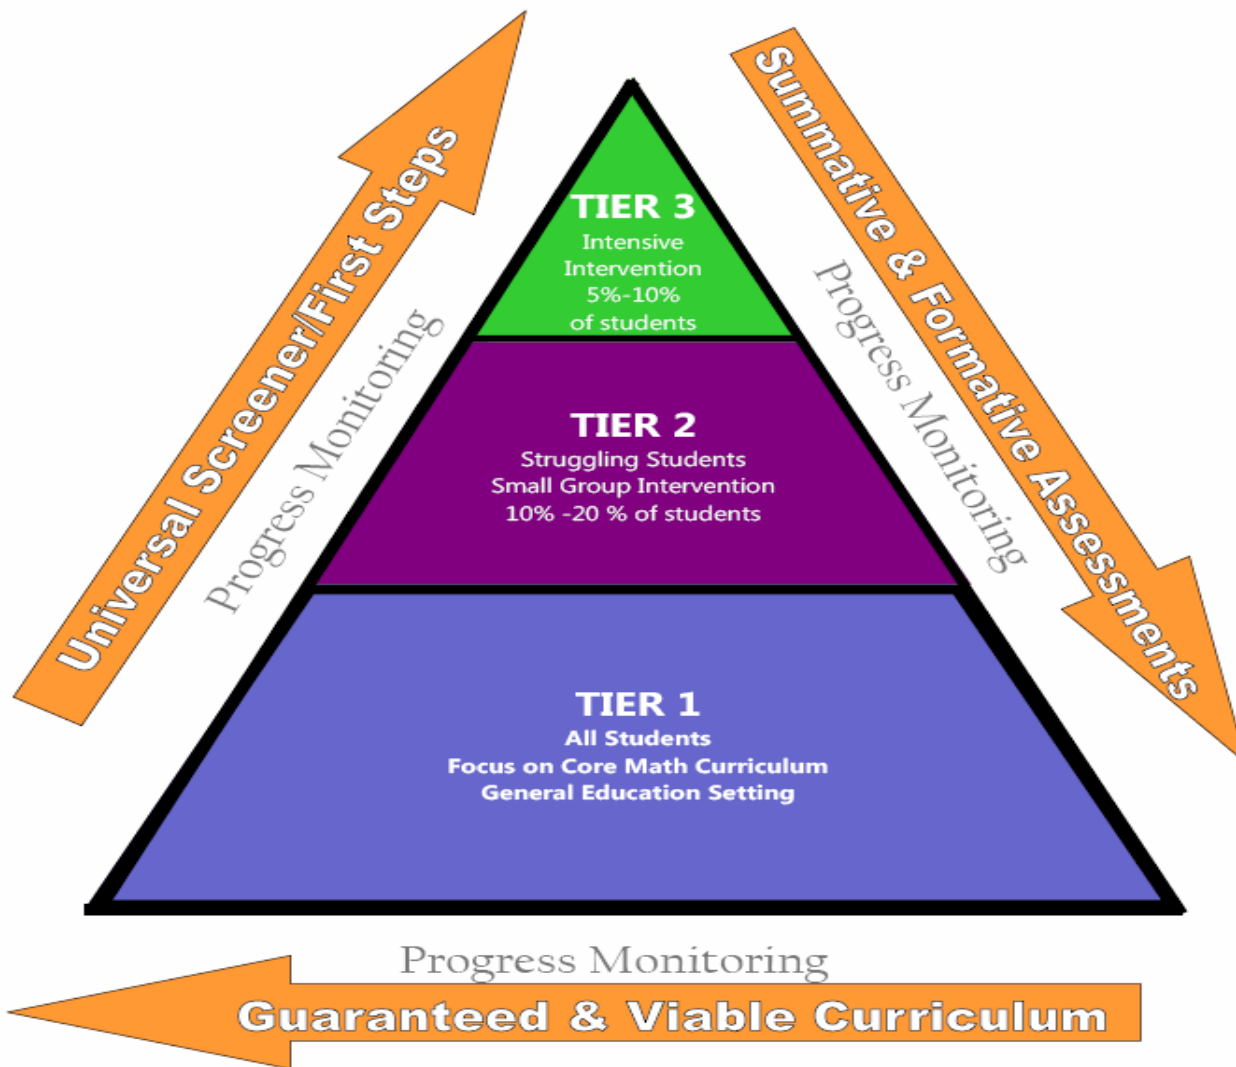 Universal Screener/First Steps
Progress Monitoring
Summative & Formative Assessments
Progress Monitoring
TIER 3
Intensive
Intervention
5%-10%
of students
TIER 2
Struggling Students
Small Group Intervention
10% -20 % of students
TIER 1
All Students
Focus on Core Math Curriculum
General Education Setting
Progress Monitoring
Guaranteed & Viable Curriculum